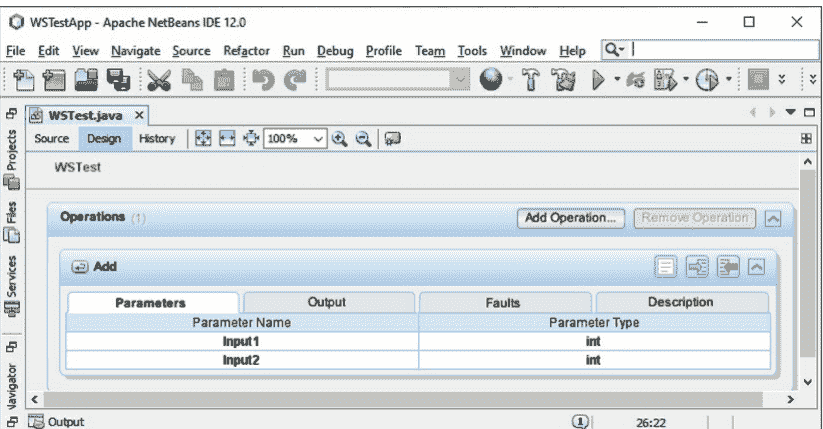 WSTestApp - Apache NetBeans IDE 12.0
File Edit View Navigate Source Refactor Run Debug Profile Team Tools Window Help
WSTest.java
Source Design History 100%
WSTest
Operations (1) Add Operation... Remove Operation
Add
Parameters Output Faults Description
Parameter Name Parameter Type
Input1 int
Input2 int
Projects
Files
Services
Navigator
Output 1 26:22